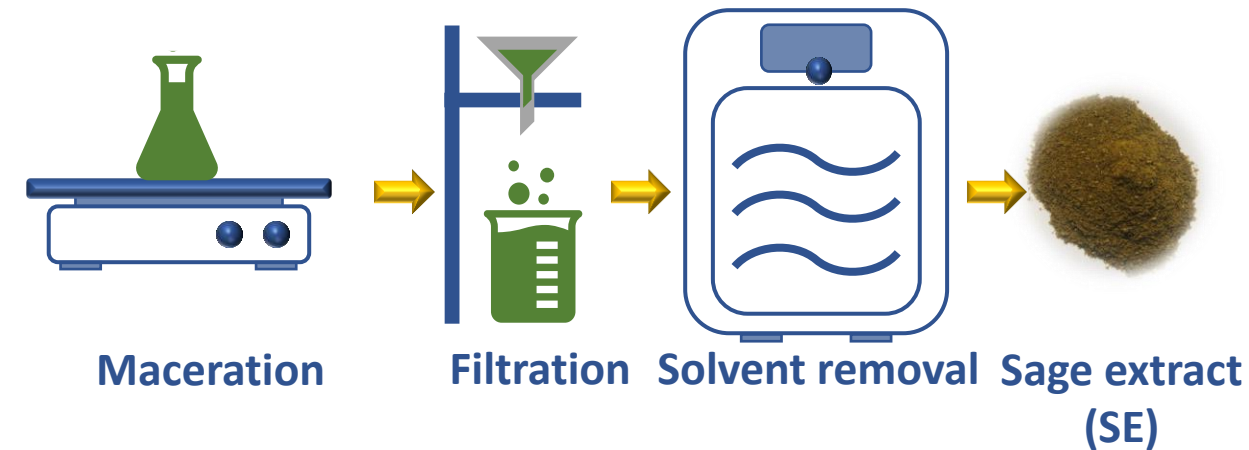 Maceration
Filtration
Solvent removal
Sage extract
(SE)